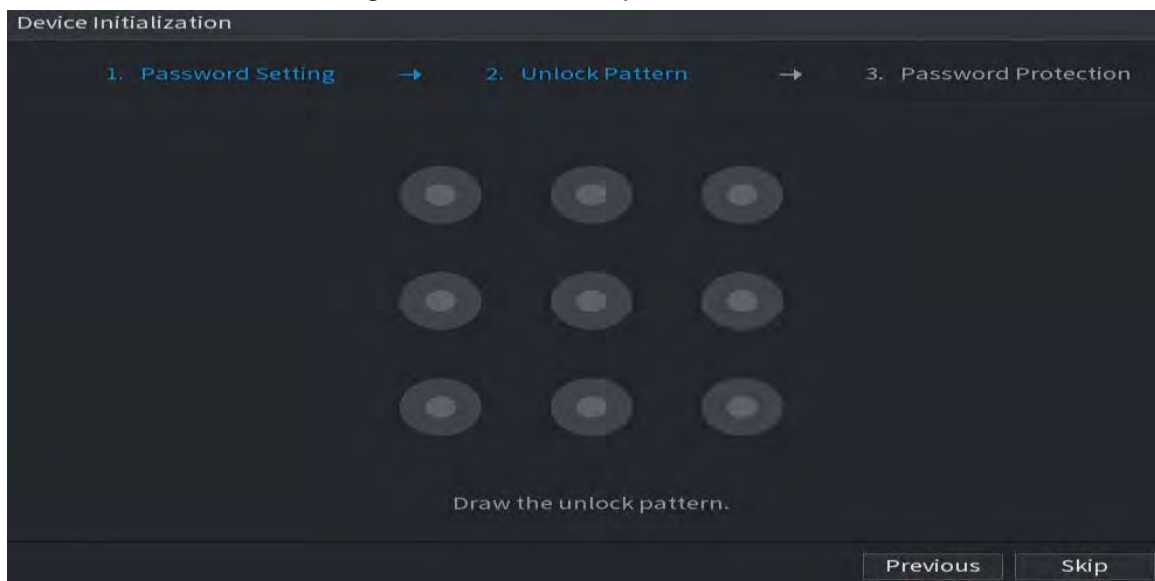 Device Initialization
1. Password Setting → 2. Unlock Pattern → 3. Password Protection
Draw the unlock pattern.
Previous Skip